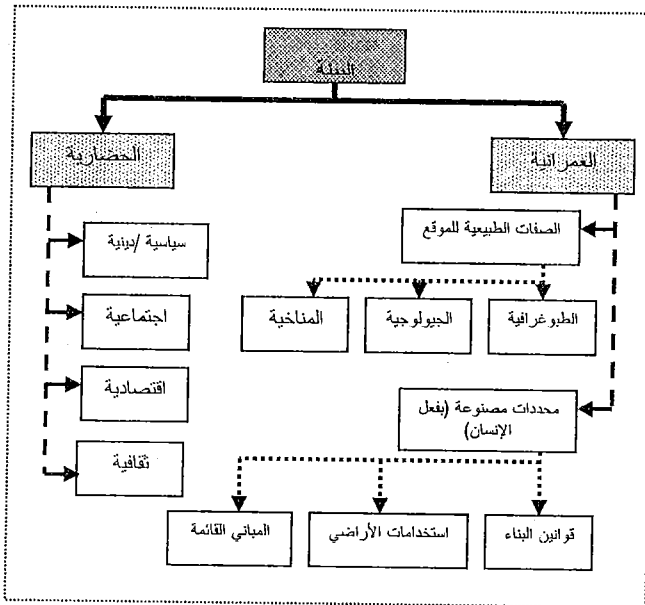 البيئة
العمرانية
الحضارية
الصفات الطبيعية للموقع
سياسية /دينية
الطبوغرافية
الجيولوجية
المناخية
اجتماعية
اقتصادية
محددات مصنوعة (بفعل
الإنسان)
ثقافية
قوانين البناء
استخدامات الأراضي
المباني القائمة